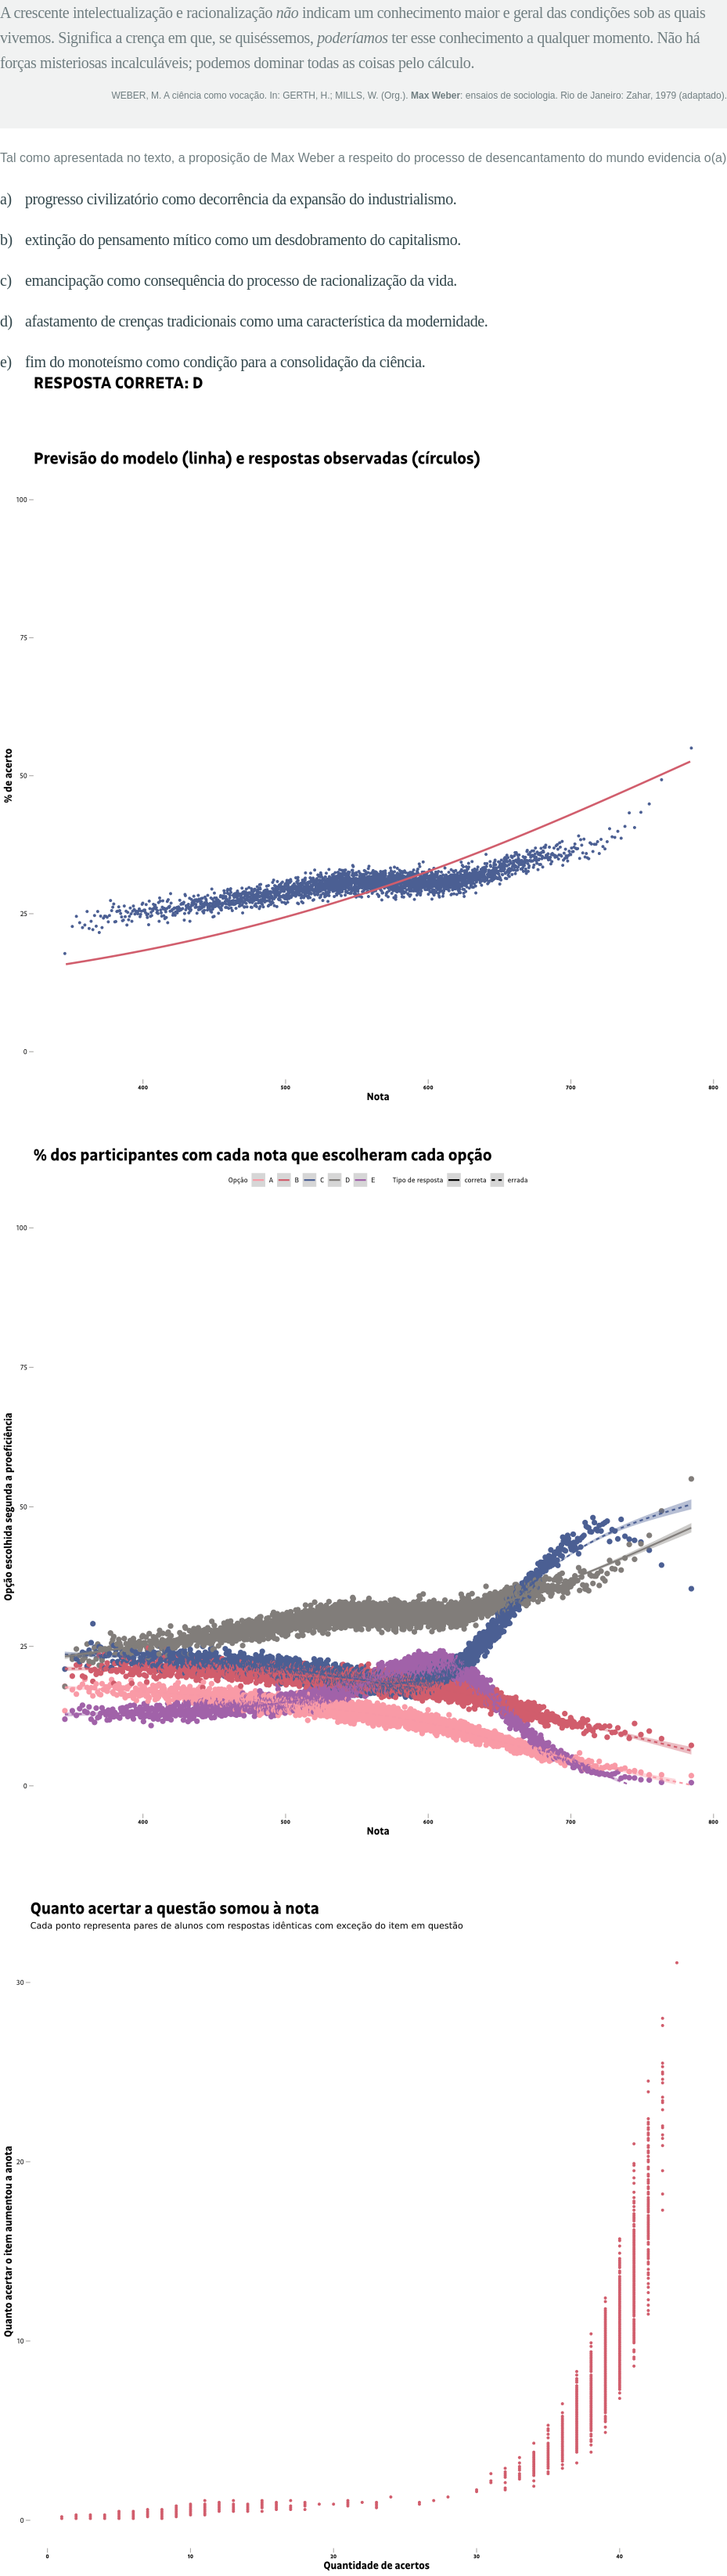 A crescente intelectualização e racionalização não indicam um conhecimento maior e geral das condições sob as quais
vivemos. Significa a crença em que, se quiséssemos, poderíamos ter esse conhecimento a qualquer momento. Não há
forças misteriosas incalculáveis; podemos dominar todas as coisas pelo cálculo.
WEBER, M. A ciência como vocação. In: GERTH, H.; MILLS, W. (Org.). Max Weber: ensaios de sociologia. Rio de Janeiro: Zahar, 1979 (adaptado).
Tal como apresentada no texto, a proposição de Max Weber a respeito do processo de desencantamento do mundo evidencia o(a)
a) progresso civilizatório como decorrência da expansão do industrialismo.
b) extinção do pensamento mítico como um desdobramento do capitalismo.
c) emancipação como consequência do processo de racionalização da vida.
d) afastamento de crenças tradicionais como uma característica da modernidade.
e) fim do monoteísmo como condição para a consolidação da ciência.
RESPOSTA CORRETA: D
Previsão do modelo (linha) e respostas observadas (círculos)
100
75
50
25
0
% de acerto
400 500 600 700 800
Nota
% dos participantes com cada nota que escolheram cada opção
Opção A B C D E Tipo de resposta correta errada
100
75
50
25
0
Opção escolhida segunda a proeficiência
400 500 600 700 800
Nota
Quanto acertar a questão somou à nota
Cada ponto representa pares de alunos com respostas idênticas com exceção do item em questão
30
20
10
0
Quanto acertar o item aumentou a anota
0 10 20 30 40
Quantidade de acertos